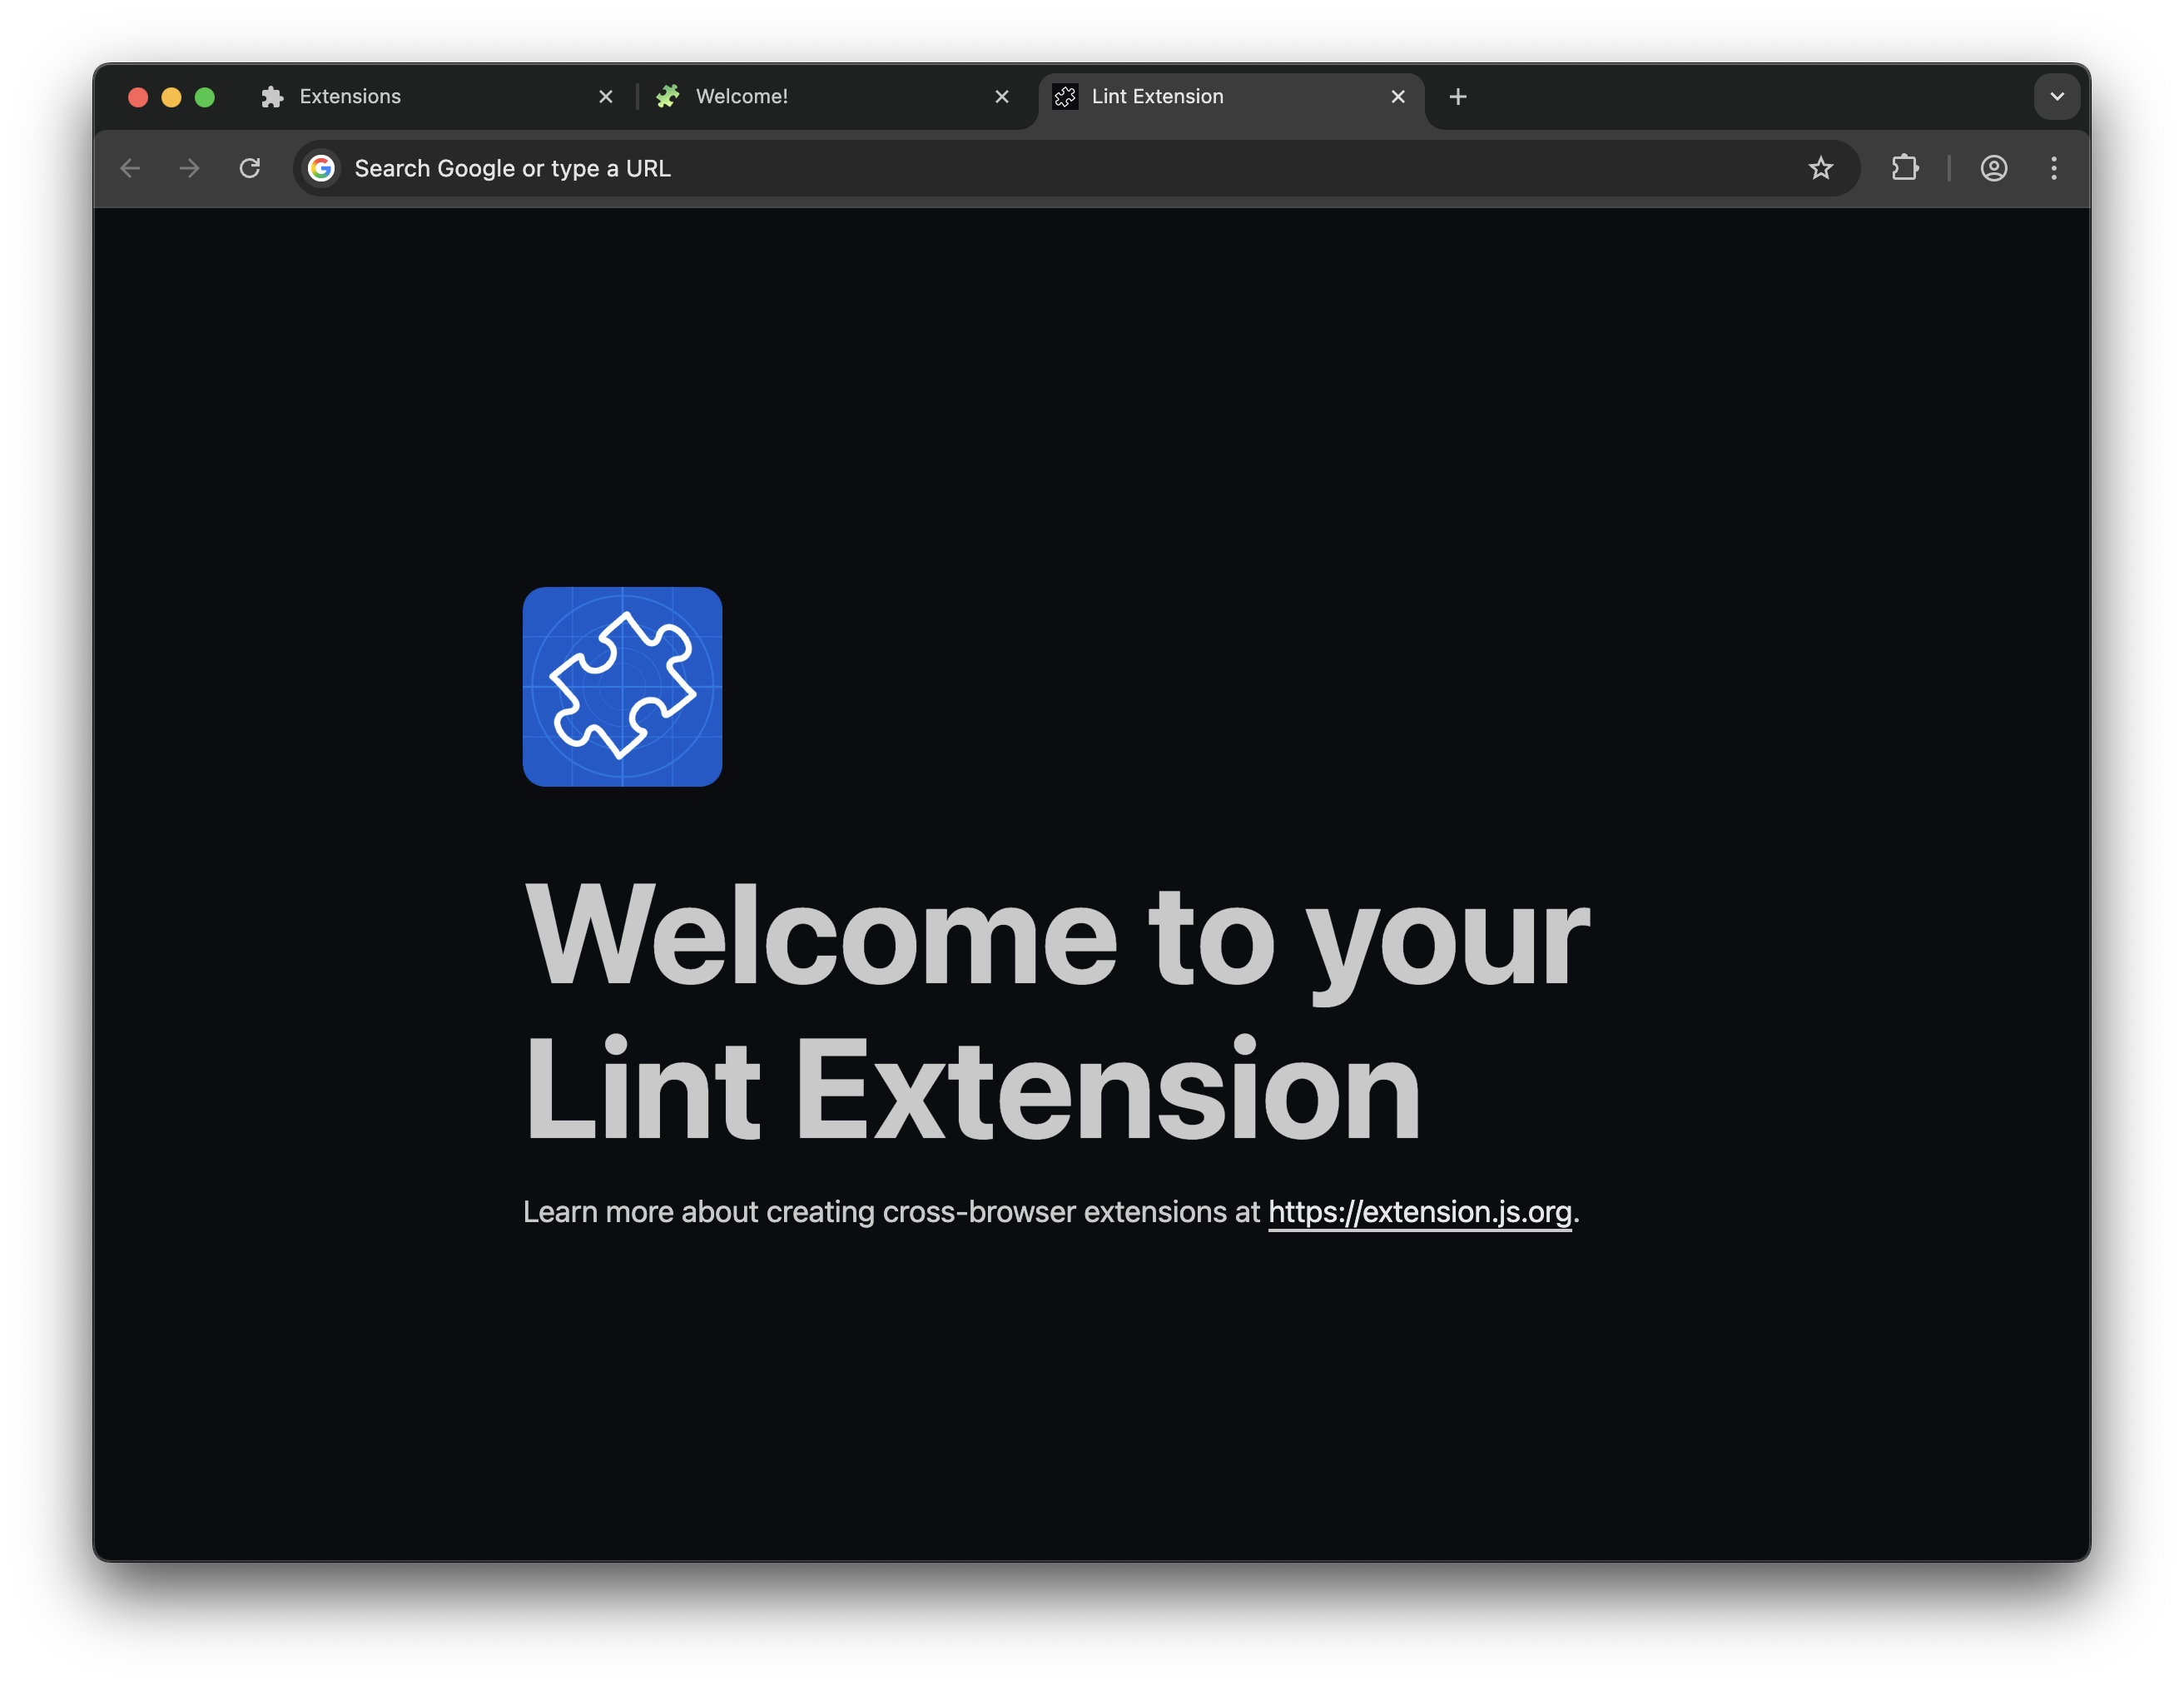 Extensions
Welcome!
Lint Extension
Search Google or type a URL
Welcome to your
Lint Extension
Learn more about creating cross-browser extensions at https://extension.js.org.